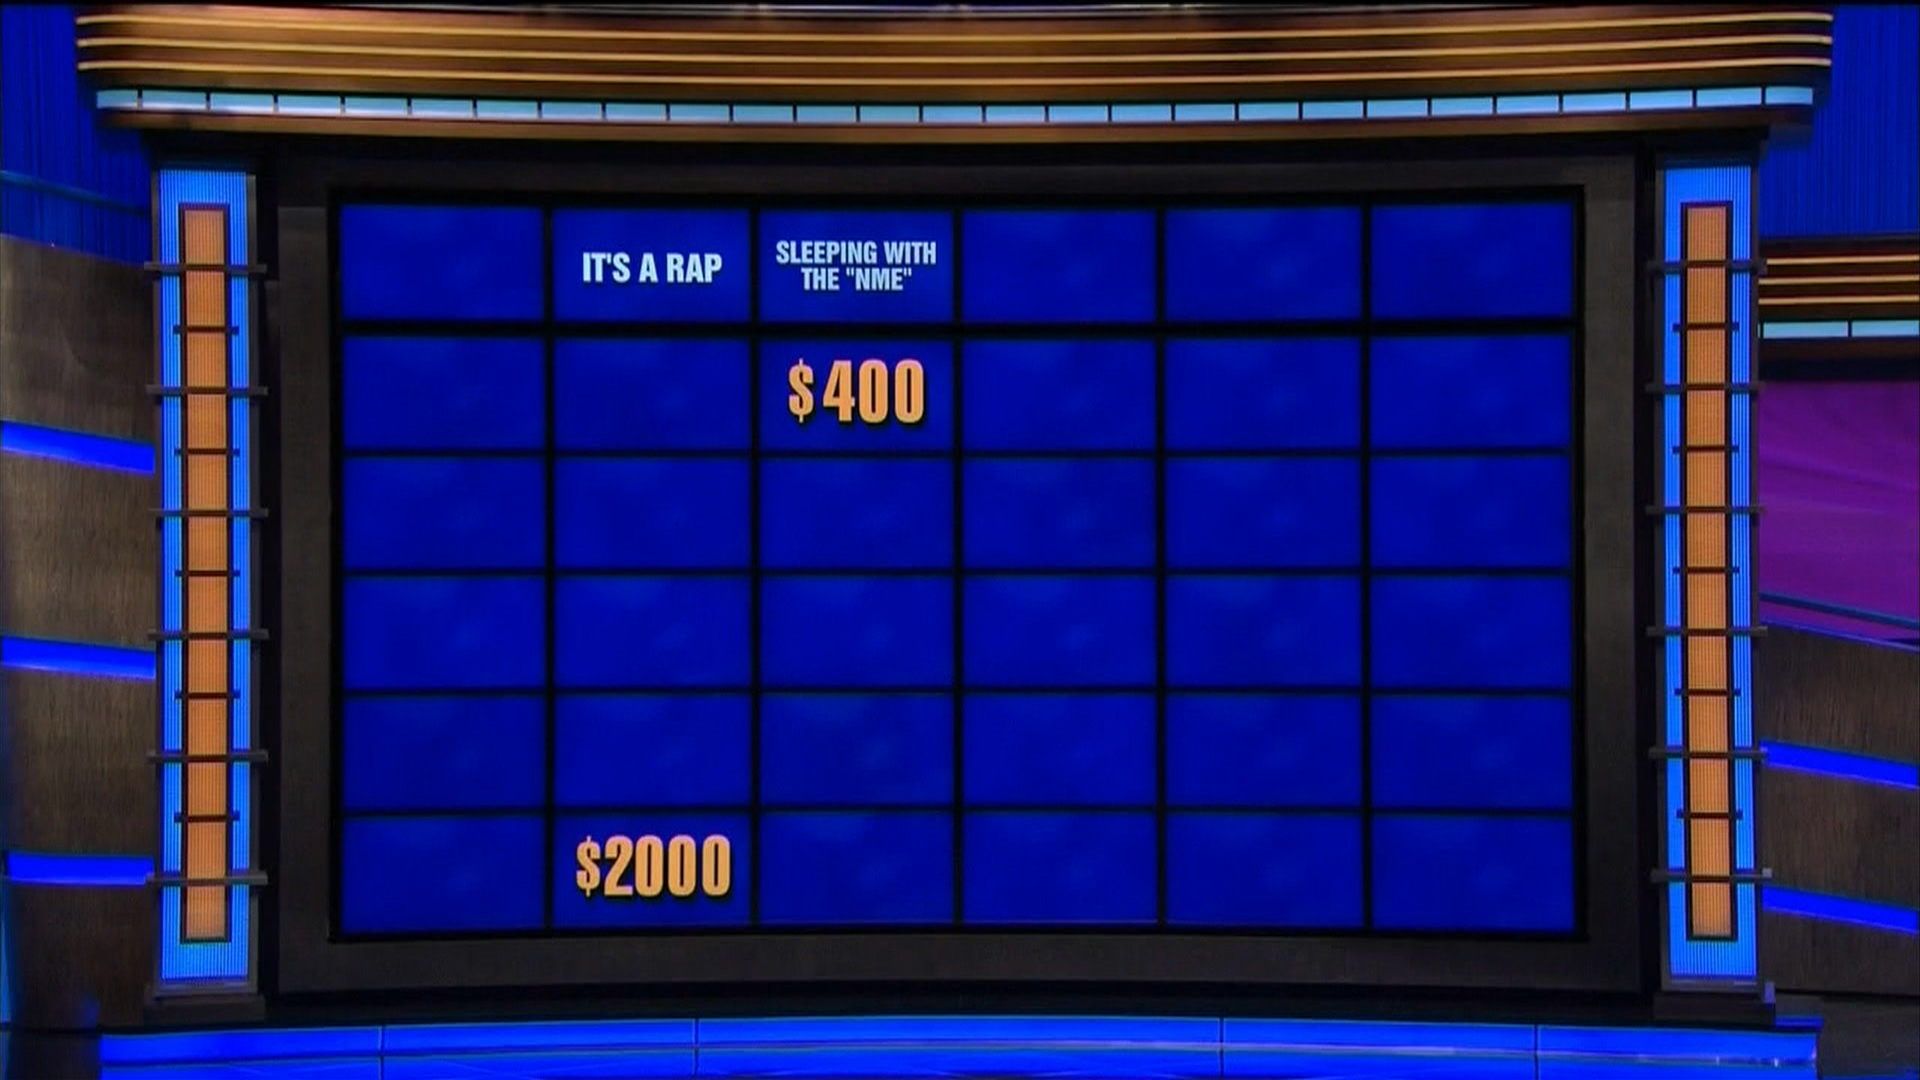 IT'S A RAP
SLEEPING WITH
THE "NME"
$400
$2000